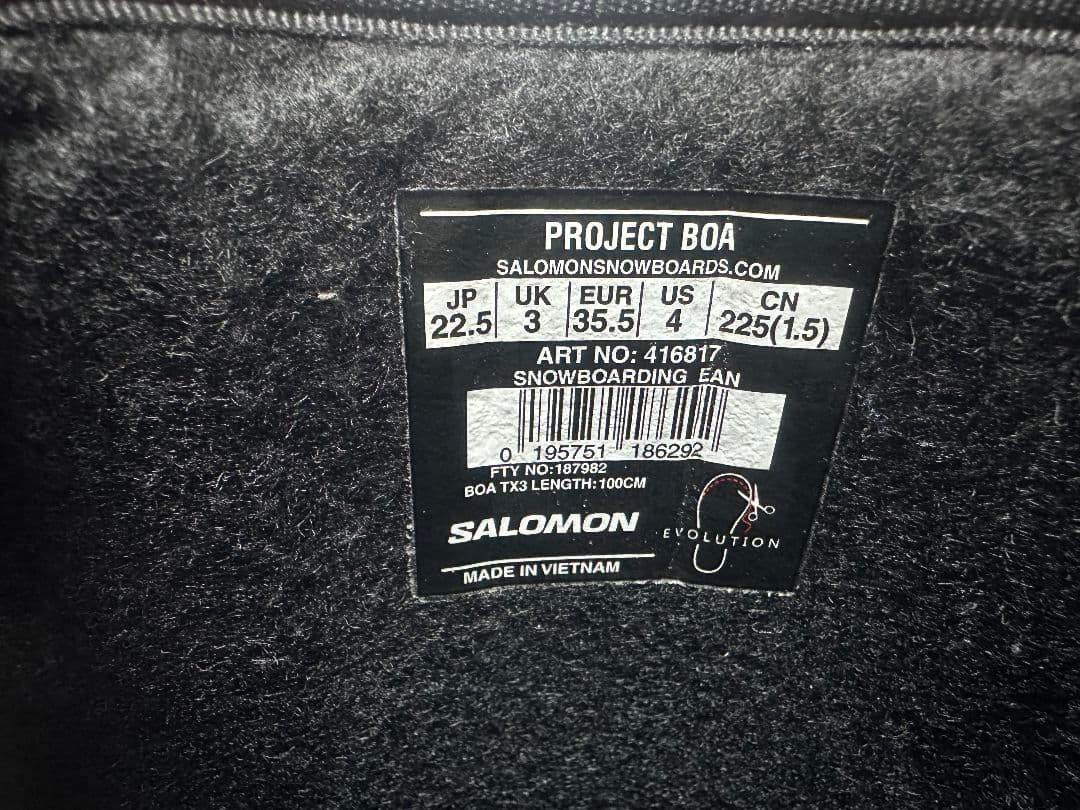 PROJECT BOA
SALOMONSNOWBOARDS.COM
JP UK EUR US CN
22.5 3 35.5 4 225(1.5)
ART NO: 416817
SNOWBOARDING EAN
0 195751 186292
FTY NO:187982
BOA TX3 LENGTH:100CM
SALOMON
EVOLUTION
MADE IN VIETNAM